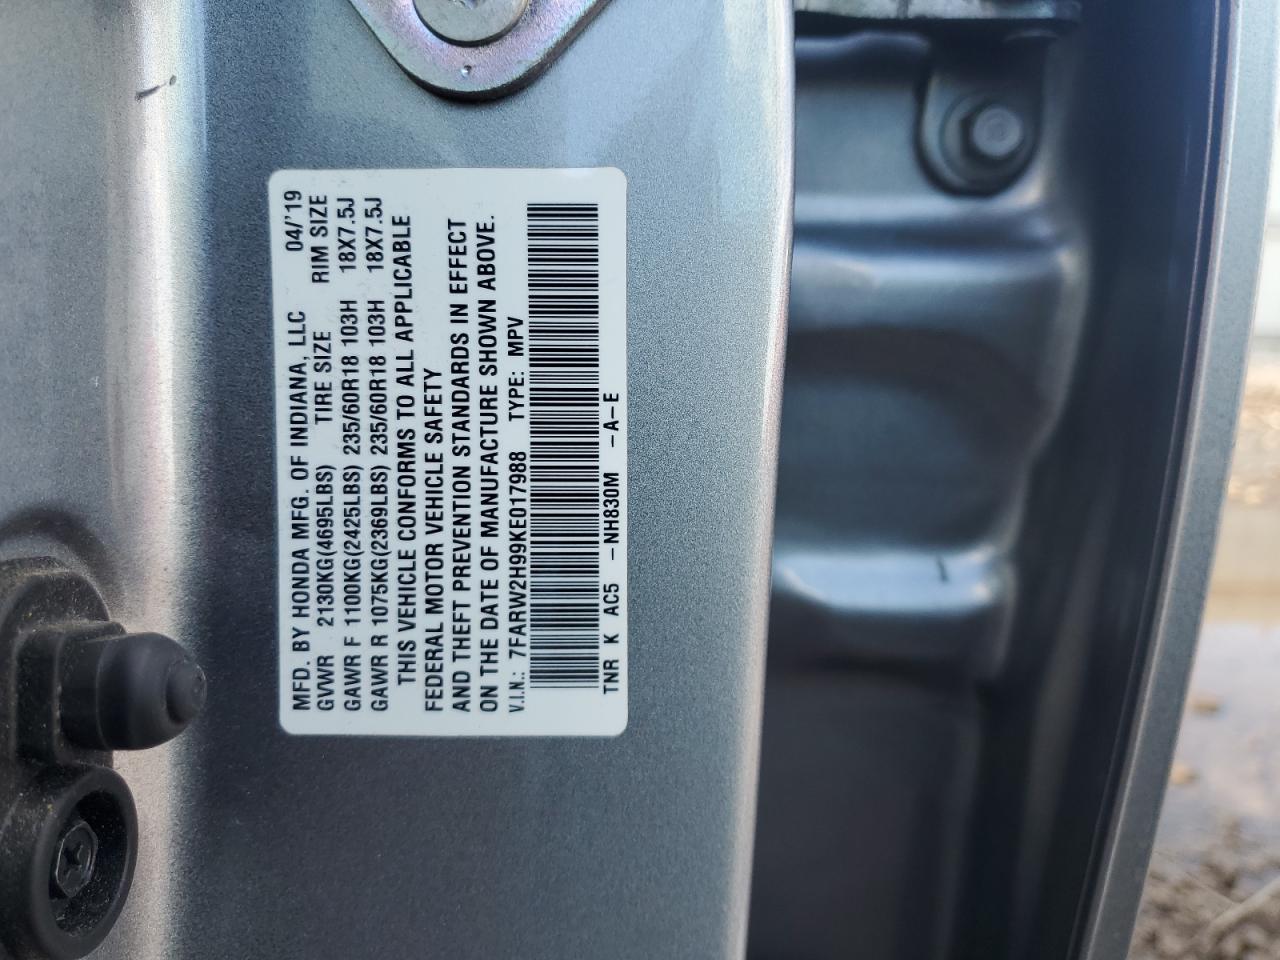 MFD. BY HONDA MFG. OF INDIANA, LLC 04/'19
GVWR 2130KG(4695LBS) TIRE SIZE RIM SIZE
GAWR F 1100KG(2425LBS) 235/60R18 103H 18X7.5J
GAWR R 1075KG(2369LBS) 235/60R18 103H 18X7.5J
THIS VEHICLE CONFORMS TO ALL APPLICABLE
FEDERAL MOTOR VEHICLE SAFETY
AND THEFT PREVENTION STANDARDS IN EFFECT
ON THE DATE OF MANUFACTURE SHOWN ABOVE.
V.I.N.: 7FARW2H99KE017988 TYPE: MPV
TNR K AC5 -NH830M -A-E